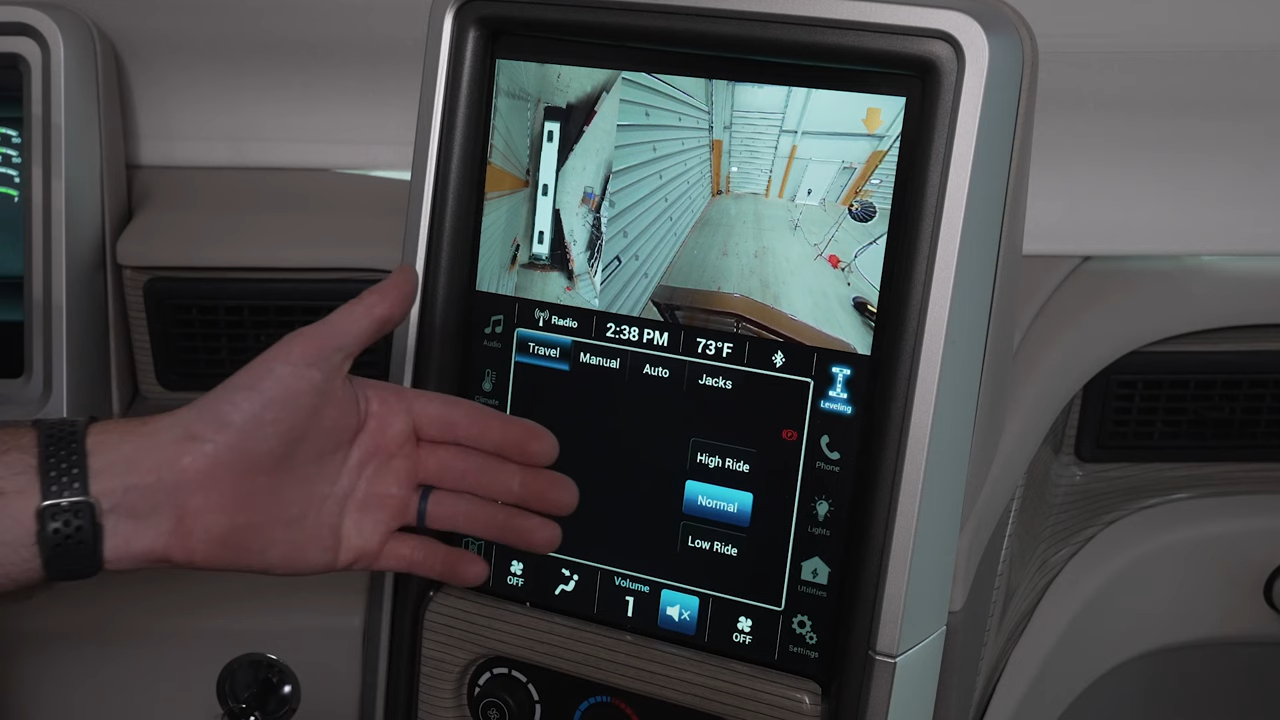 Radio
2:38 PM
73°F
Audio
Climate
Travel
Manual
Auto
Jacks
Leveling
High Ride
Normal
Low Ride
Phone
Lights
Utilities
Settings
OFF
Volume
1
OFF